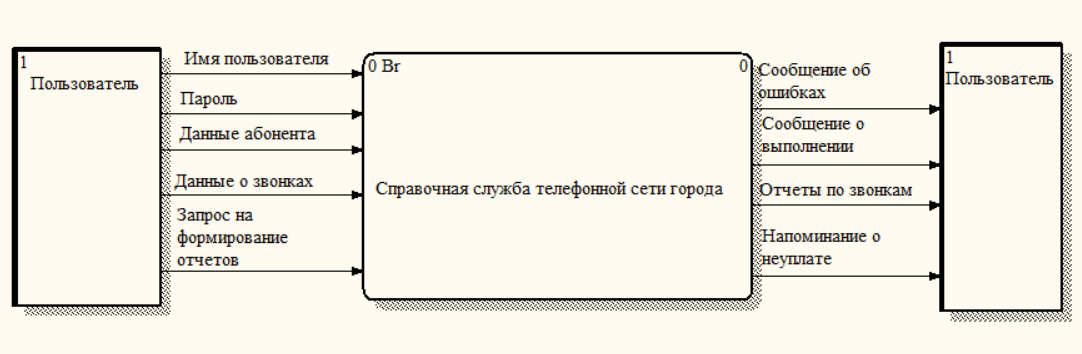 1
Пользователь
Имя пользователя
Пароль
Данные абонента
Данные о звонках
Запрос на
формирование
отчетов
0 Br
0
Справочная служба телефонной сети города
Сообщение об
ошибках
Сообщение о
выполнении
Отчеты по звонкам
Напоминание о
неуплате
1
Пользователь